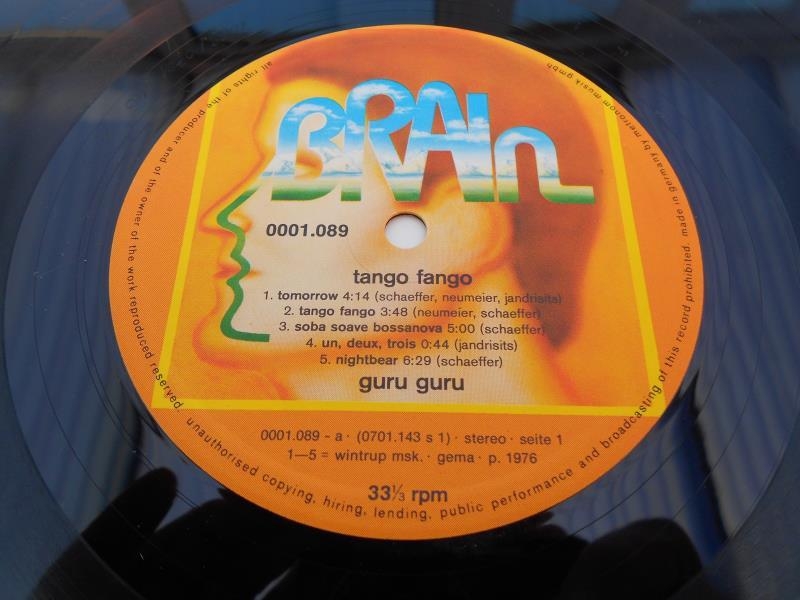 BRAIn
0001.089
tango fango
1. tomorrow 4:14 (schaeffer, neumeier, jandrisits)
2. tango fango 3:48 (neumeier, schaeffer)
3. soba soave bossanova 5:00 (schaeffer)
4. un, deux, trois 0:44 (jandrisits)
5. nightbear 6:29 (schaeffer)
guru guru
0001.089 - a · (0701.143 s 1) · stereo · seite 1
1—5 = wintrup msk. · gema · p. 1976
33⅓ rpm
all rights of the producer and of the owner of the work reproduced reserved. unauthorised copying, hiring, lending, public performance and broadcasting of this record prohibited. made in germany by metronom musik gmbh